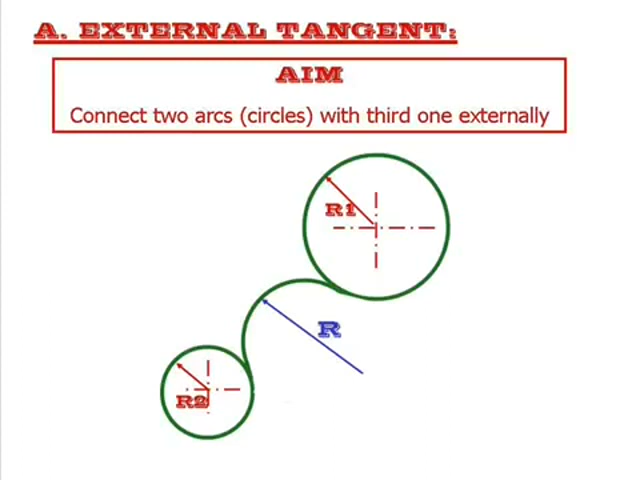 A. EXTERNAL TANGENT:
AIM
Connect two arcs (circles) with third one externally
R1
R
R2